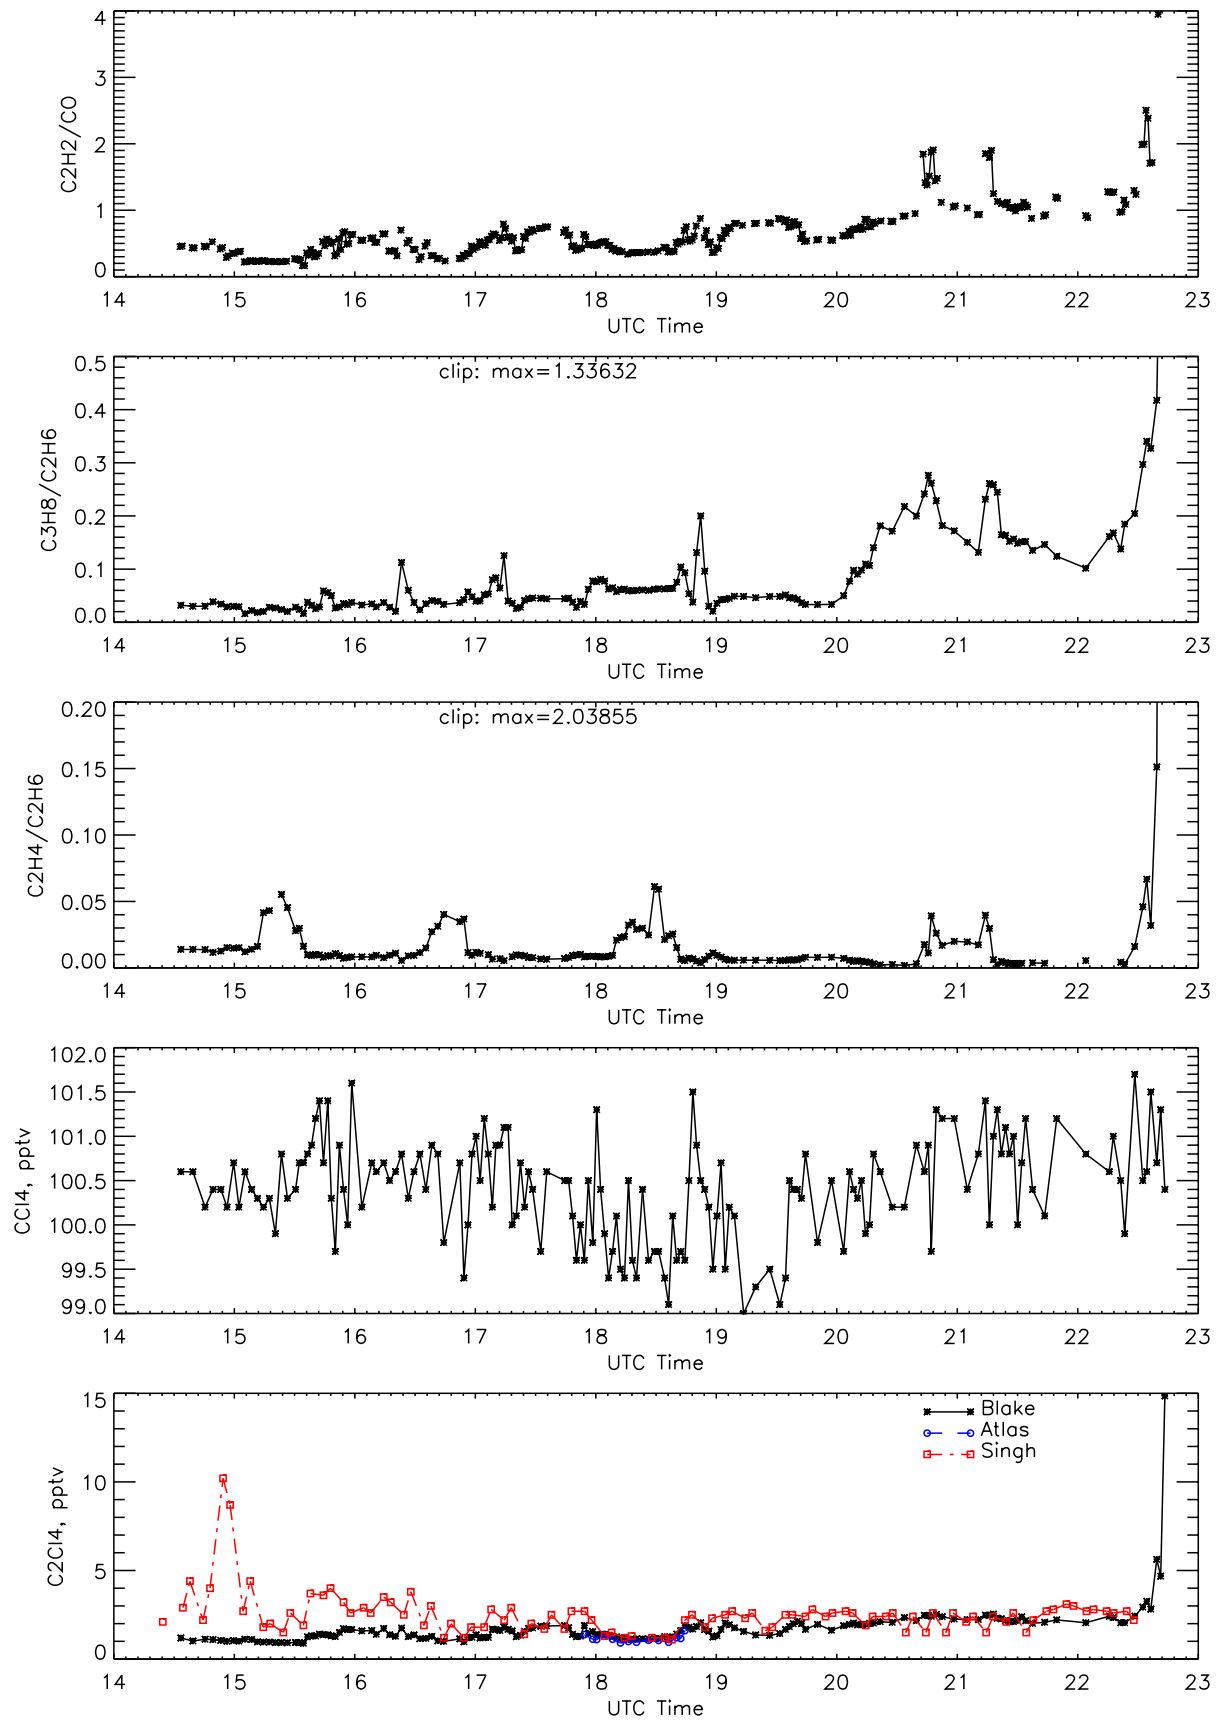 4
3
2
1
0
C2H2/CO
14 15 16 17 18 19 20 21 22 23
UTC Time
clip: max=1.33632
0.5
0.4
0.3
0.2
0.1
0.0
C3H8/C2H6
14 15 16 17 18 19 20 21 22 23
UTC Time
clip: max=2.03855
0.20
0.15
0.10
0.05
0.00
C2H4/C2H6
14 15 16 17 18 19 20 21 22 23
UTC Time
102.0
101.5
101.0
100.5
100.0
99.5
99.0
CCl4, pptv
14 15 16 17 18 19 20 21 22 23
UTC Time
15
10
5
0
C2Cl4, pptv
Blake
Atlas
Singh
14 15 16 17 18 19 20 21 22 23
UTC Time